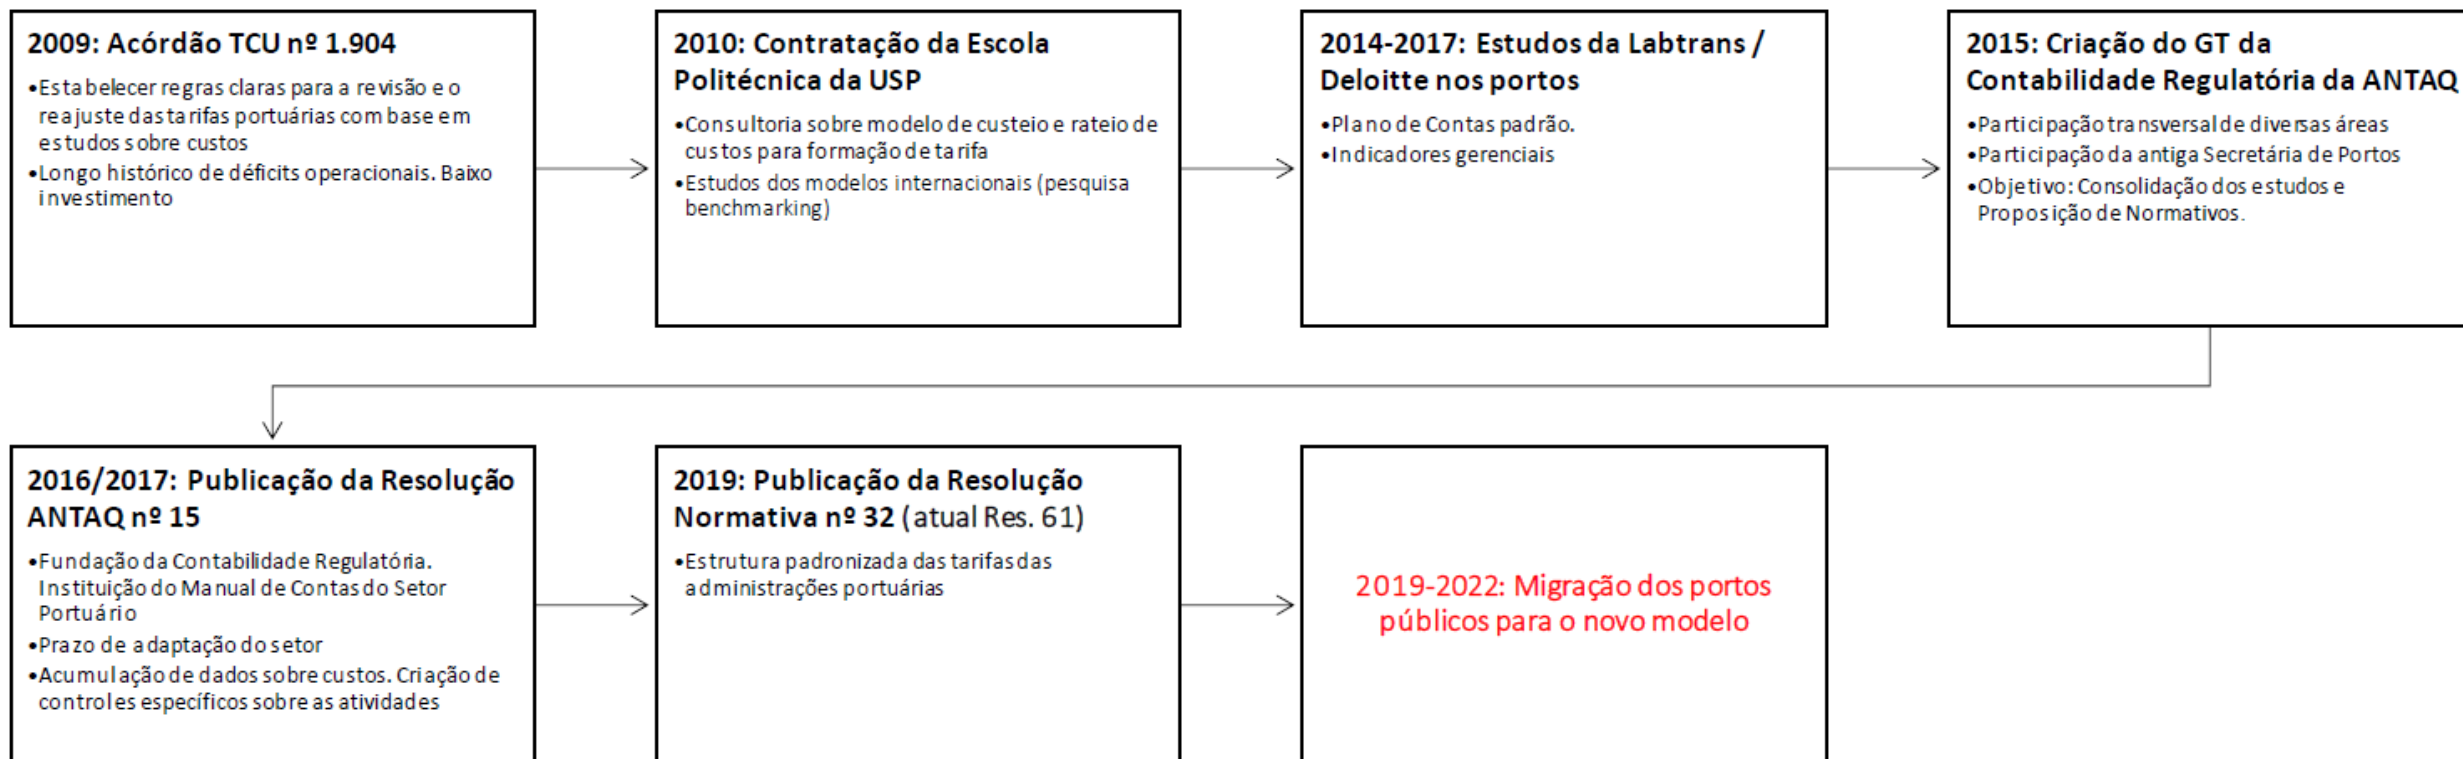 2009: Acórdão TCU nº 1.904
•Estabelecer regras claras para a revisão e o
reajuste das tarifas portuárias com base em
estudos sobre custos
•Longo histórico de déficits operacionais. Baixo
investimento
2010: Contratação da Escola
Politécnica da USP
•Consultoria sobre modelo de custeio e rateio de
custos para formação de tarifa
•Estudos dos modelos internacionais (pesquisa
benchmarking)
2014-2017: Estudos da Labtrans /
Deloitte nos portos
•Plano de Contas padrão.
•Indicadores gerenciais
2015: Criação do GT da
Contabilidade Regulatória da ANTAQ
•Participação transversal de diversas áreas
•Participação da antiga Secretária de Portos
•Objetivo: Consolidação dos estudos e
Proposição de Normativos.
2016/2017: Publicação da Resolução
ANTAQ nº 15
•Fundação da Contabilidade Regulatória.
Instituição do Manual de Contas do Setor
Portuário
•Prazo de adaptação do setor
•Acumulação de dados sobre custos. Criação de
controles específicos sobre as atividades
2019: Publicação da Resolução
Normativa nº 32 (atual Res. 61)
•Estrutura padronizada das tarifas das
administrações portuárias
2019-2022: Migração dos portos
públicos para o novo modelo